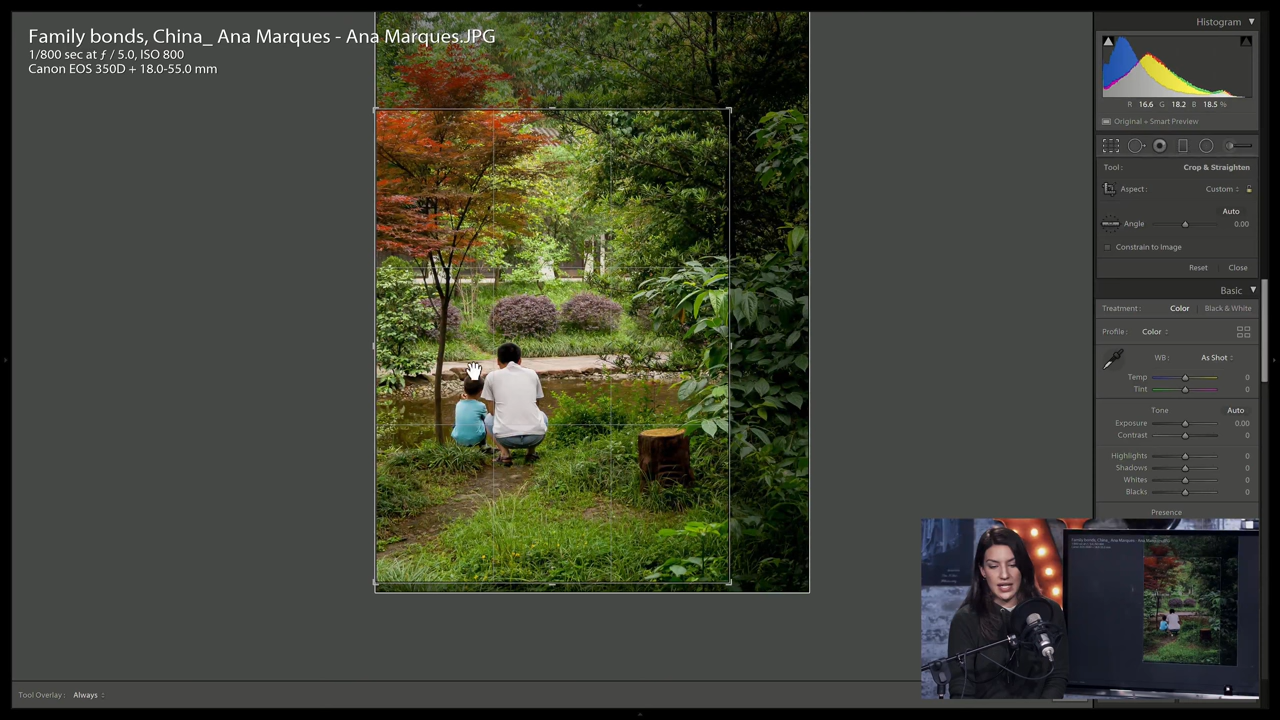 Family bonds, China_ Ana Marques - Ana Marques.JPG
1/800 sec at ƒ / 5.0, ISO 800
Canon EOS 350D + 18.0-55.0 mm
Histogram
R 16.6 G 18.2 B 18.5 %
Original + Smart Preview
Tool : Crop & Straighten
Aspect : Custom
Auto
Angle 0.00
Constrain to Image
Reset Close
Basic
Treatment : Color Black & White
Profile : Color
WB : As Shot
Temp 0
Tint 0
Tone Auto
Exposure 0.00
Contrast 0
Highlights 0
Shadows 0
Whites 0
Blacks 0
Presence
Tool Overlay : Always